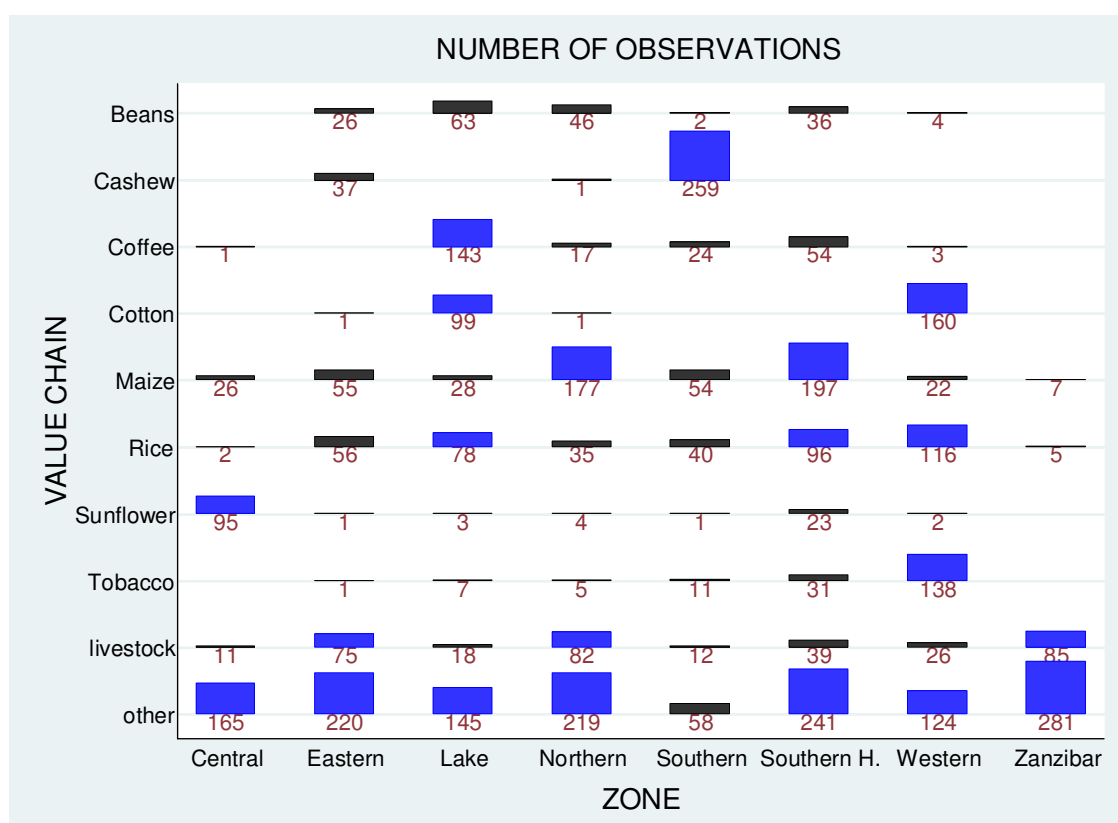 NUMBER OF OBSERVATIONS
VALUE CHAIN
Beans 26 63 46 2 36 4
Cashew 37 1 259
Coffee 1 143 17 24 54 3
Cotton 1 99 1 160
Maize 26 55 28 177 54 197 22 7
Rice 2 56 78 35 40 96 116 5
Sunflower 95 1 3 4 1 23 2
Tobacco 1 7 5 11 31 138
livestock 11 75 18 82 12 39 26 85
other 165 220 145 219 58 241 124 281
Central Eastern Lake Northern Southern Southern H. Western Zanzibar
ZONE